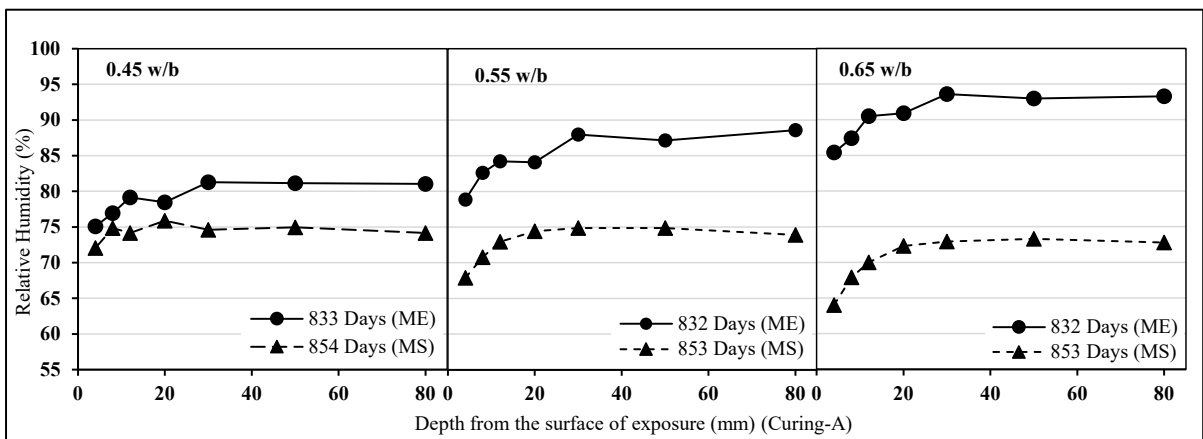 100
95
90
85
80
75
70
65
60
55
Relative Humidity (%)
0.45 w/b
833 Days (ME)
854 Days (MS)
0 20 40 60 80
0.55 w/b
832 Days (ME)
853 Days (MS)
0 20 40 60 80
0.65 w/b
832 Days (ME)
853 Days (MS)
0 20 40 60 80
Depth from the surface of exposure (mm) (Curing-A)